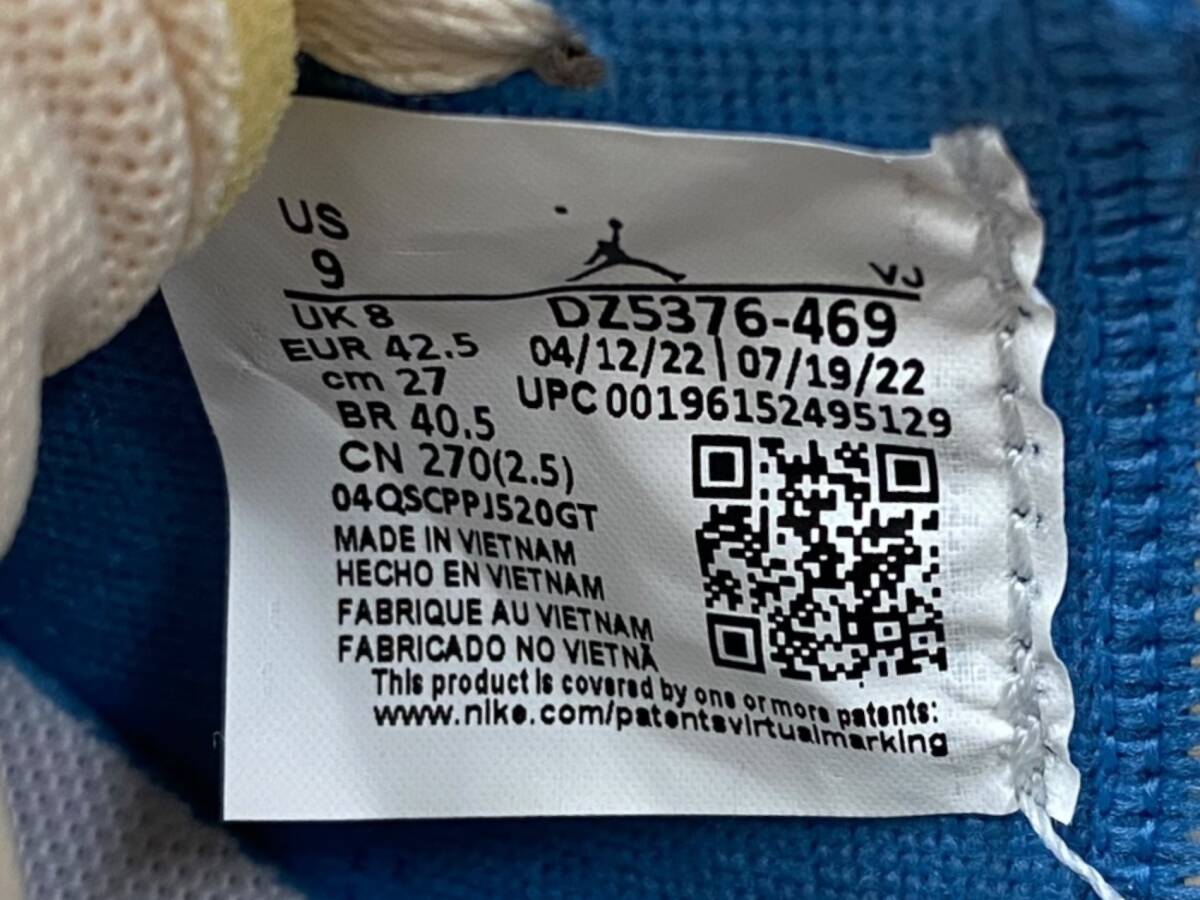 US
9
VJ
UK 8
EUR 42.5
cm 27
BR 40.5
CN 270(2.5)
DZ5376-469
04/12/22 | 07/19/22
UPC 00196152495129
04QSCPPJ520GT
MADE IN VIETNAM
HECHO EN VIETNAM
FABRIQUE AU VIETNAM
FABRICADO NO VIETNÃ
This product is covered by one or more patents:
www.nike.com/patentsvirtualmarking